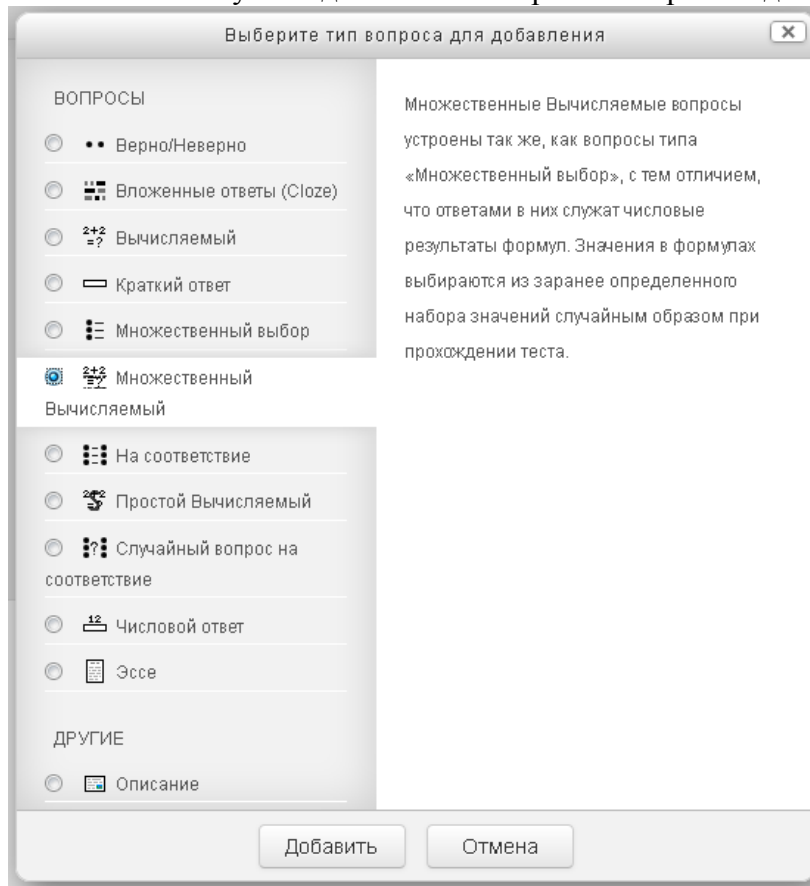 Выберите тип вопроса для добавления
ВОПРОСЫ
Верно/Неверно
Вложенные ответы (Cloze)
2+2
=?
Вычисляемый
Краткий ответ
Множественный выбор
2+2
=?
Множественный
Вычисляемый
На соответствие
Простой Вычисляемый
Случайный вопрос на
соответствие
12
Числовой ответ
Эссе
ДРУГИЕ
Описание
Множественные Вычисляемые вопросы
устроены так же, как вопросы типа
«Множественный выбор», с тем отличием,
что ответами в них служат числовые
результаты формул. Значения в формулах
выбираются из заранее определенного
набора значений случайным образом при
прохождении теста.
Добавить
Отмена